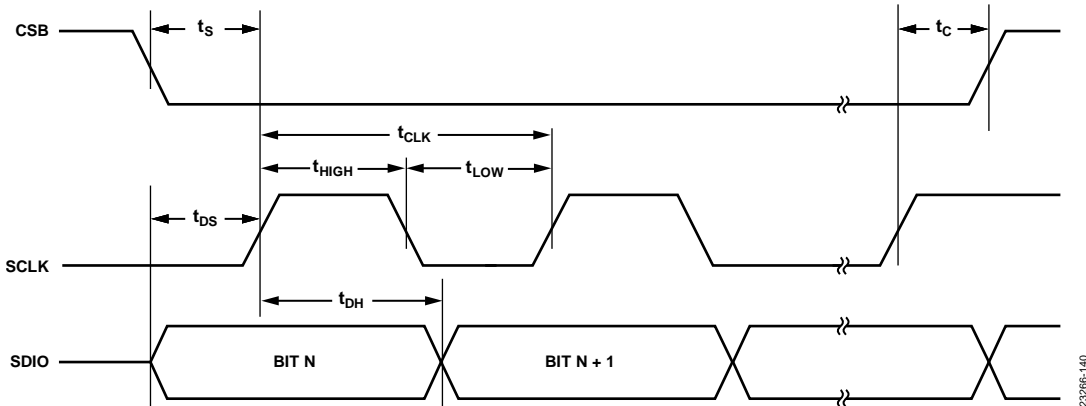 CSB
tS
tC
tCLK
tHIGH
tLOW
tDS
SCLK
tDH
SDIO
BIT N
BIT N + 1
23266-140